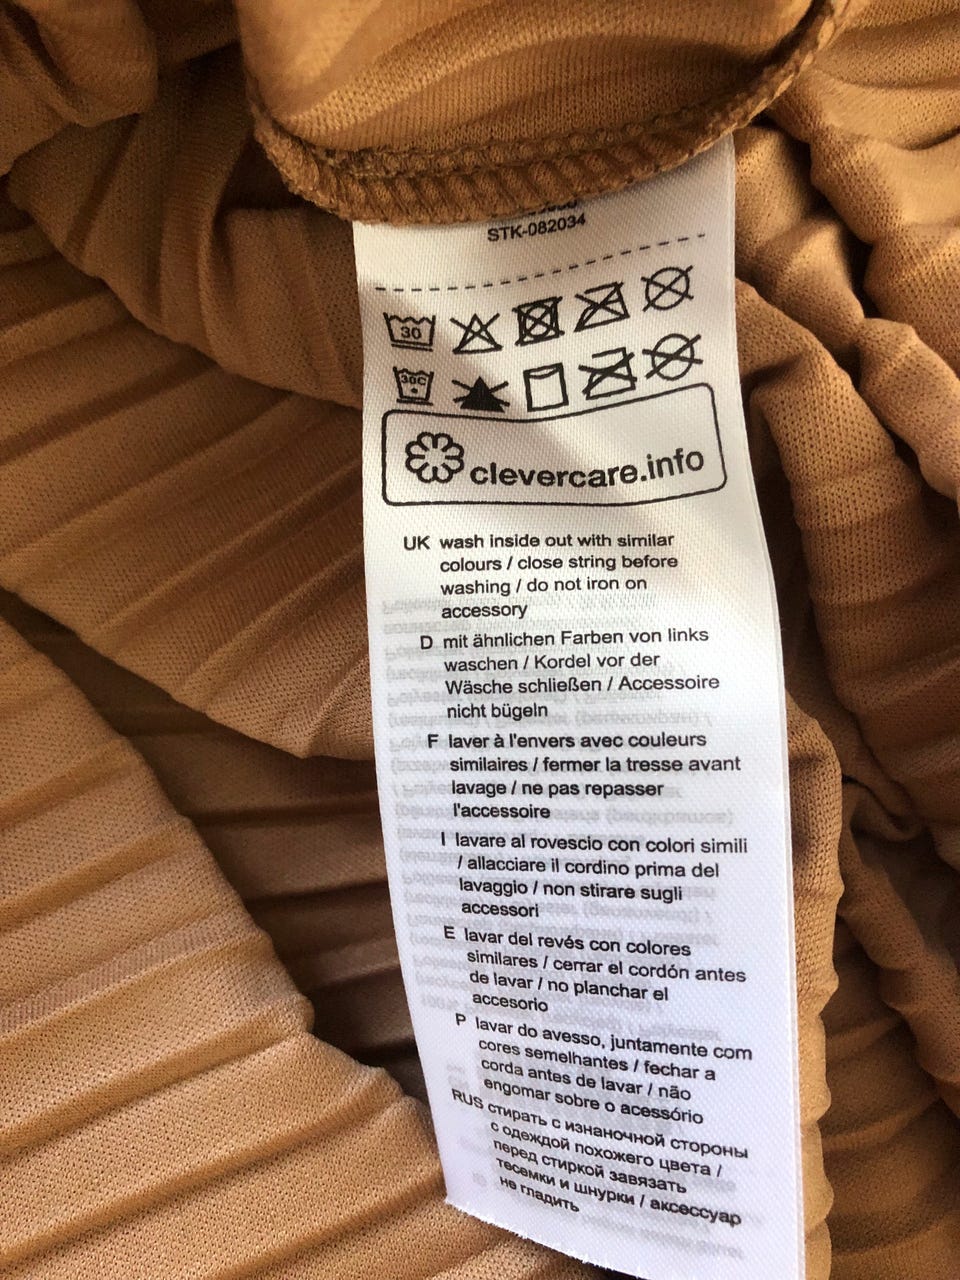 STK-082034
30
30C
clevercare.info
UK wash inside out with similar
colours / close string before
washing / do not iron on
accessory
D mit ähnlichen Farben von links
waschen / Kordel vor der
Wäsche schließen / Accessoire
nicht bügeln
F laver à l'envers avec couleurs
similaires / fermer la tresse avant
lavage / ne pas repasser
l'accessoire
I lavare al rovescio con colori simili
/ allacciare il cordino prima del
lavaggio / non stirare sugli
accessori
E lavar del revés con colores
similares / cerrar el cordón antes
de lavar / no planchar el
accesorio
P lavar do avesso, juntamente com
cores semelhantes / fechar a
corda antes de lavar / não
engomar sobre o acessório
RUS стирать с изнаночной стороны
с одеждой похожего цвета /
перед стиркой завязать
тесемки и шнурки / аксессуар
не гладить